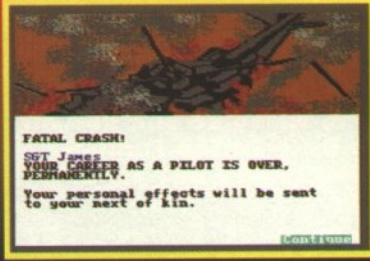 FATAL CRASH!
SGT James
YOUR CAREER AS A PILOT IS OVER,
PERMANENTLY.
Your personal effects will be sent
to your next of kin.
Continue